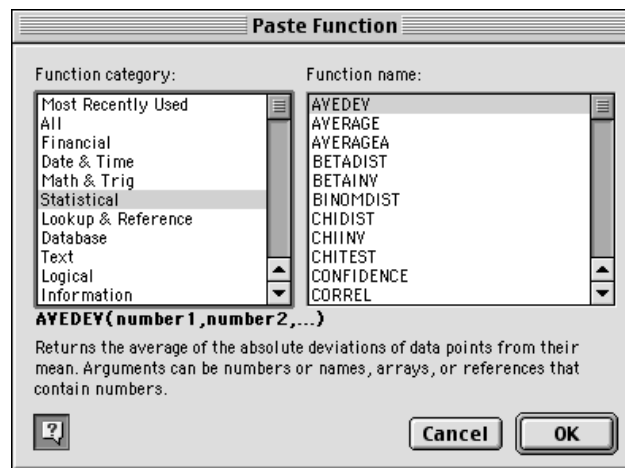 Paste Function
Function category:
Most Recently Used
All
Financial
Date & Time
Math & Trig
Statistical
Lookup & Reference
Database
Text
Logical
Information
Function name:
AVEDEV
AVERAGE
AVERAGEA
BETADIST
BETAINV
BINOMDIST
CHIDIST
CHIINV
CHITEST
CONFIDENCE
CORREL
AVEDEV(number1,number2,...)
Returns the average of the absolute deviations of data points from their
mean. Arguments can be numbers or names, arrays, or references that
contain numbers.
?
Cancel
OK